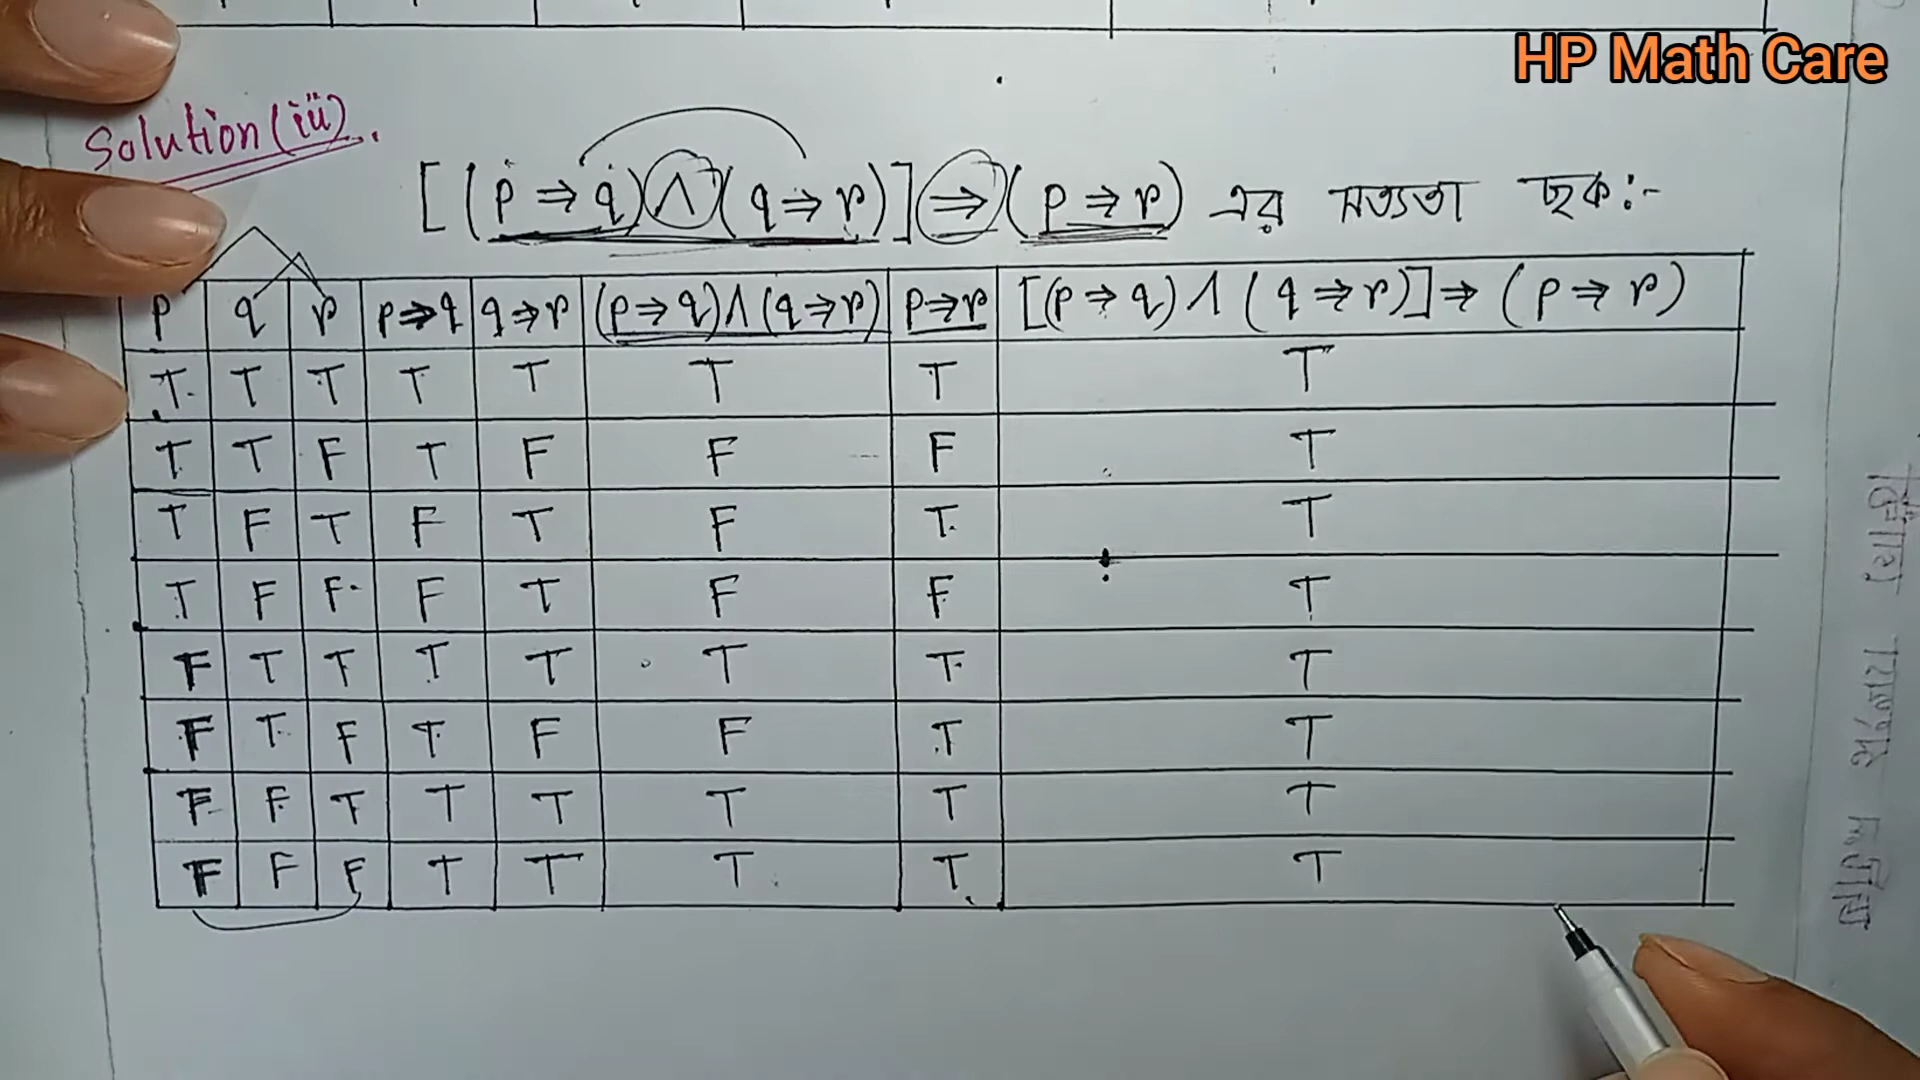 HP Math Care
Solution (iii).
[(p ⇒ q) ∧ (q ⇒ r)] ⇒ (p ⇒ r) এর সত্যতা ছক:-
p q r p⇒q q⇒r (p⇒q)∧(q⇒r) p⇒r [(p⇒q)∧(q⇒r)]⇒(p⇒r)
T T T T T T T T
T T F T F F F T
T F T F T F T T
T F F F T F F T
F T T T T T T T
F T F T F F T T
F F T T T T T T
F F F T T T T T